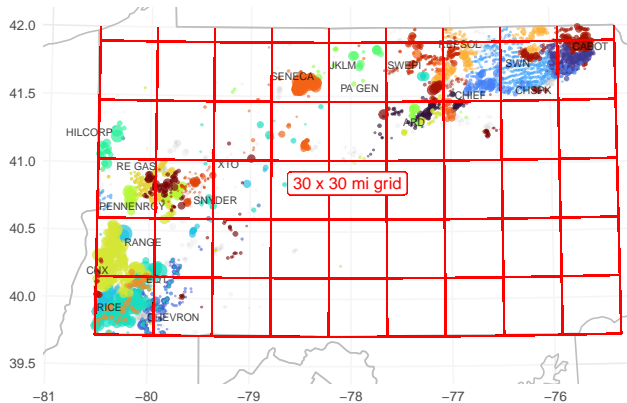 42.0
REPSOL
CABOT
JKLM
SWEPI
SWN
SENECA
41.5
PA GEN
CHIEF
CHSPK
ARD
HILCORP
41.0
RE GAS
XTO
30 x 30 mi grid
PENNENRGY
SNYDER
40.5
RANGE
CNX
EQT
40.0
RICE
CHEVRON
39.5
−81
−80
−79
−78
−77
−76